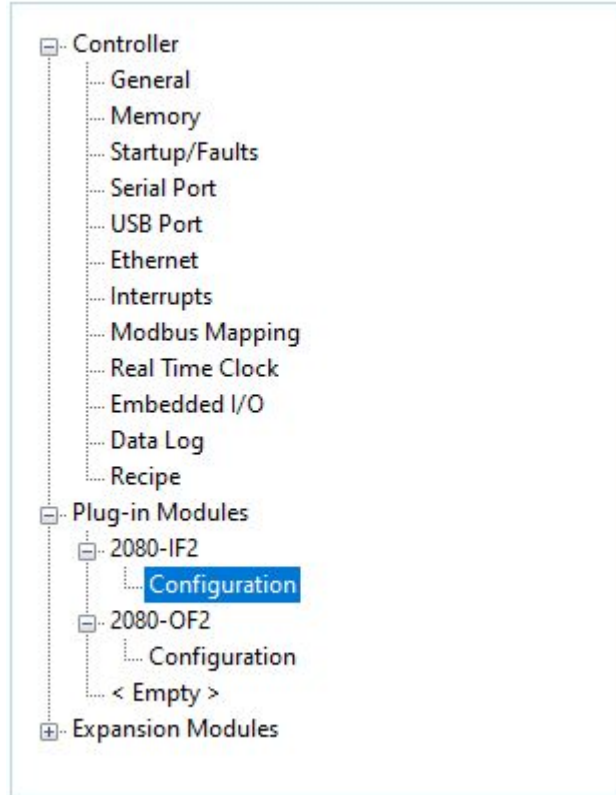 Controller
General
Memory
Startup/Faults
Serial Port
USB Port
Ethernet
Interrupts
Modbus Mapping
Real Time Clock
Embedded I/O
Data Log
Recipe
Plug-in Modules
2080-IF2
Configuration
2080-OF2
Configuration
< Empty >
Expansion Modules